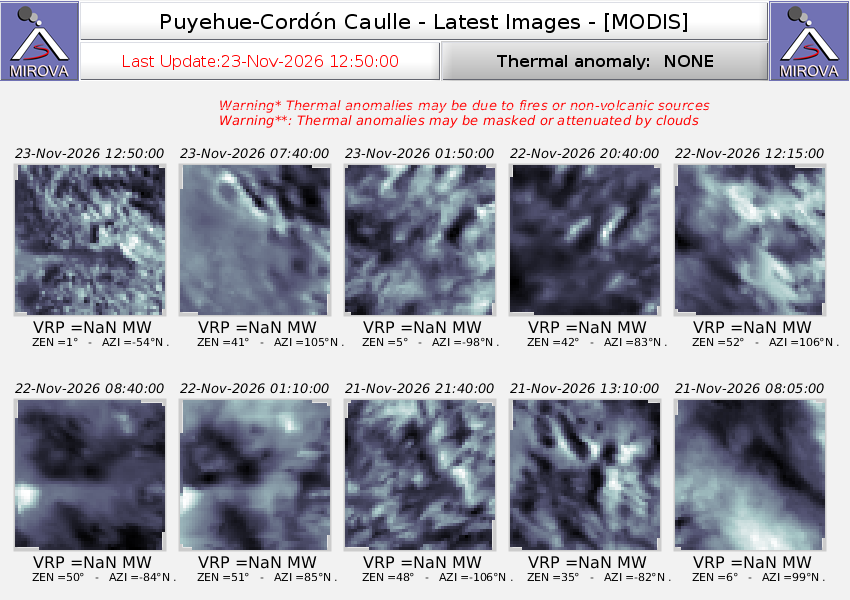 Puyehue-Cordón Caulle - Latest Images - [MODIS]
MIROVA
Last Update:23-Nov-2026 12:50:00
Thermal anomaly: NONE
MIROVA
Warning* Thermal anomalies may be due to fires or non-volcanic sources
Warning**: Thermal anomalies may be masked or attenuated by clouds
23-Nov-2026 12:50:00
23-Nov-2026 07:40:00
23-Nov-2026 01:50:00
22-Nov-2026 20:40:00
22-Nov-2026 12:15:00
VRP =NaN MW
VRP =NaN MW
VRP =NaN MW
VRP =NaN MW
VRP =NaN MW
ZEN =1° - AZI =-54°N .
ZEN =41° - AZI =105°N .
ZEN =5° - AZI =-98°N .
ZEN =42° - AZI =83°N .
ZEN =52° - AZI =106°N .
22-Nov-2026 08:40:00
22-Nov-2026 01:10:00
21-Nov-2026 21:40:00
21-Nov-2026 13:10:00
21-Nov-2026 08:05:00
VRP =NaN MW
VRP =NaN MW
VRP =NaN MW
VRP =NaN MW
VRP =NaN MW
ZEN =50° - AZI =-84°N .
ZEN =51° - AZI =85°N .
ZEN =48° - AZI =-106°N .
ZEN =35° - AZI =-82°N .
ZEN =6° - AZI =99°N .